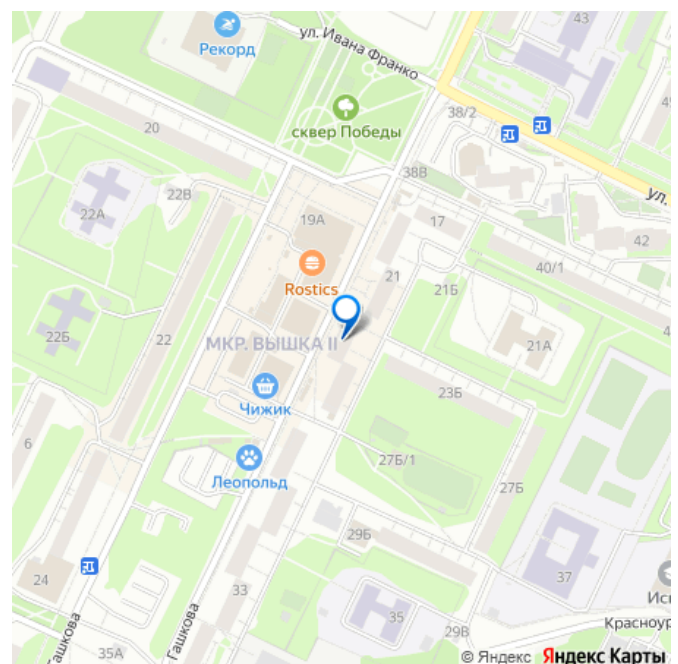 43
Рекорд
ул. Ивана Франко
38/2
сквер Победы
20
38В
ул.
22В
22А
19А
17
42
40/1
21
21Б
Rostics
22Б
22
МКР. ВЫШКА II
21А
Чижик
23Б
6
27Б/1
Леопольд
27Б
29Б
24
33
37
35
Красноур
29В
Гашкова
35А
© Яндекс Яндекс Карты